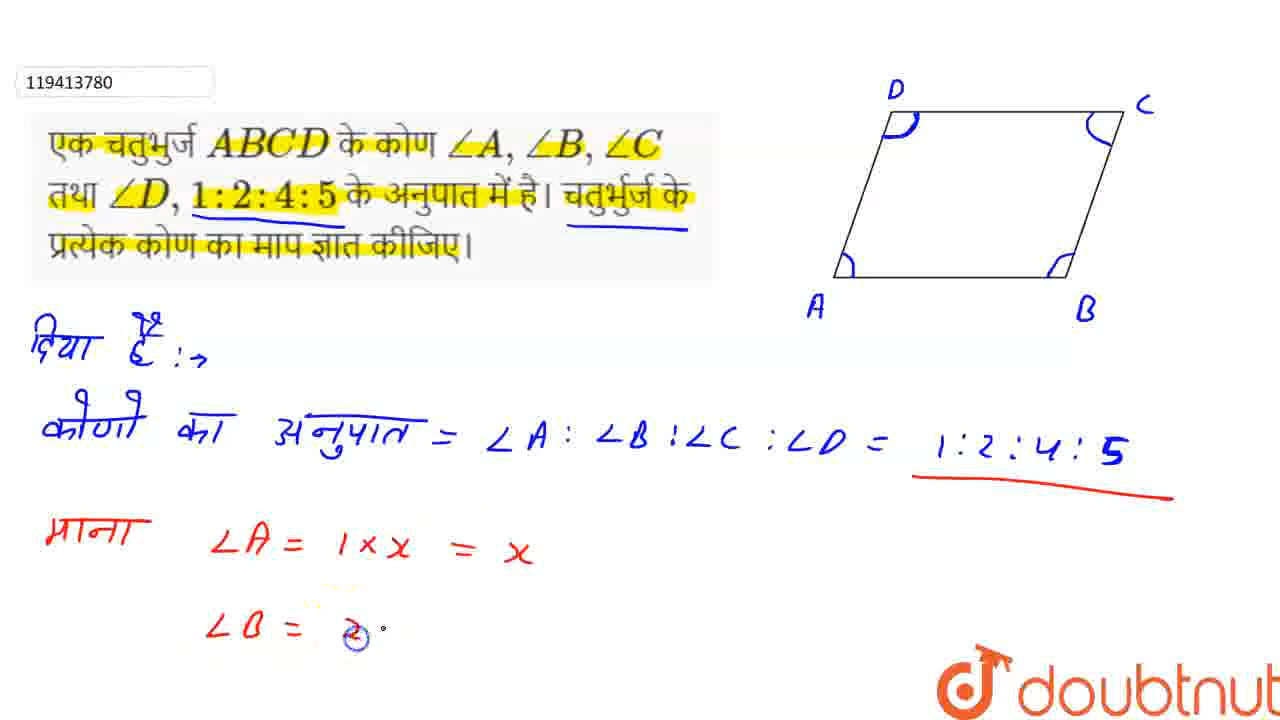 119413780
एक चतुभुर्ज ABCD के कोण ∠A, ∠B, ∠C
तथा ∠D, 1:2:4:5 के अनुपात में है। चतुर्भुर्ज के
प्रत्येक कोण का माप ज्ञात कीजिए।
D C
A B
दिया है :→
कोणो का अनुपात = ∠A : ∠B : ∠C : ∠D = 1 : 2 : 4 : 5
माना ∠A = 1 × x = x
∠B = 2
doubtnut